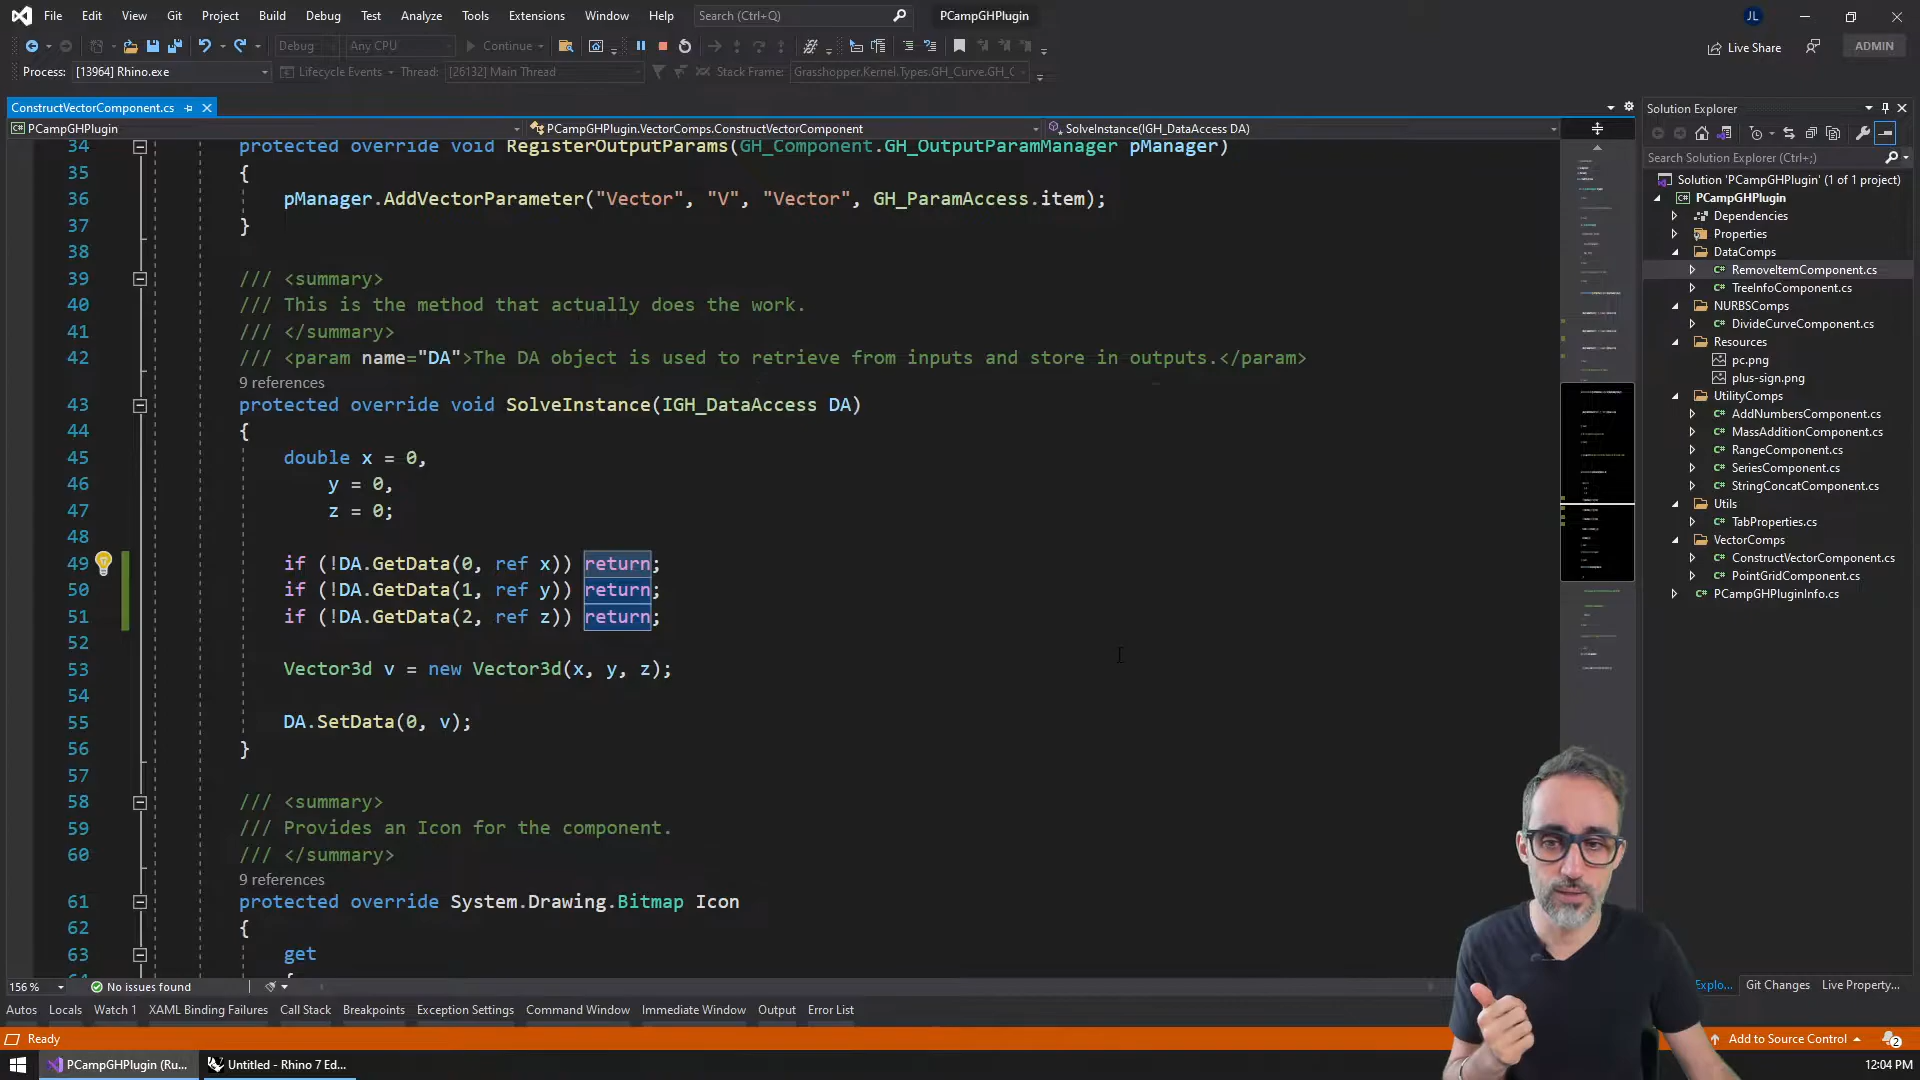 File Edit View Git Project Build Debug Test Analyze Tools Extensions Window Help Search (Ctrl+Q) PCampGHPlugin JL
Debug Any CPU Continue Live Share ADMIN
Process: [13964] Rhino.exe Lifecycle Events Thread: [26132] Main Thread Stack Frame: Grasshopper.Kernel.Types.GH_Curve.GH_C
ConstructVectorComponent.cs
PCampGHPlugin PCampGHPlugin.VectorComps.ConstructVectorComponent SolveInstance(IGH_DataAccess DA)
34 protected override void RegisterOutputParams(GH_Component.GH_OutputParamManager pManager)
35 {
36 pManager.AddVectorParameter("Vector", "V", "Vector", GH_ParamAccess.item);
37 }
38
39 /// <summary>
40 /// This is the method that actually does the work.
41 /// </summary>
42 /// <param name="DA">The DA object is used to retrieve from inputs and store in outputs.</param>
9 references
43 protected override void SolveInstance(IGH_DataAccess DA)
44 {
45 double x = 0,
46 y = 0,
47 z = 0;
48
49 if (!DA.GetData(0, ref x)) return;
50 if (!DA.GetData(1, ref y)) return;
51 if (!DA.GetData(2, ref z)) return;
52
53 Vector3d v = new Vector3d(x, y, z);
54
55 DA.SetData(0, v);
56 }
57
58 /// <summary>
59 /// Provides an Icon for the component.
60 /// </summary>
9 references
61 protected override System.Drawing.Bitmap Icon
62 {
63 get
{
156 % No issues found
Autos Locals Watch 1 XAML Binding Failures Call Stack Breakpoints Exception Settings Command Window Immediate Window Output Error List
Solution Explorer
Search Solution Explorer (Ctrl+;)
Solution 'PCampGHPlugin' (1 of 1 project)
C# PCampGHPlugin
Dependencies
Properties
DataComps
C# RemoveItemComponent.cs
C# TreeInfoComponent.cs
NURBSComps
C# DivideCurveComponent.cs
Resources
pc.png
plus-sign.png
UtilityComps
C# AddNumbersComponent.cs
C# MassAdditionComponent.cs
C# RangeComponent.cs
C# SeriesComponent.cs
C# StringConcatComponent.cs
Utils
C# TabProperties.cs
VectorComps
C# ConstructVectorComponent.cs
C# PointGridComponent.cs
C# PCampGHPluginInfo.cs
Explo... Git Changes Live Property...
Ready Add to Source Control 2
PCampGHPlugin (Ru... Untitled - Rhino 7 Ed... 12:04 PM